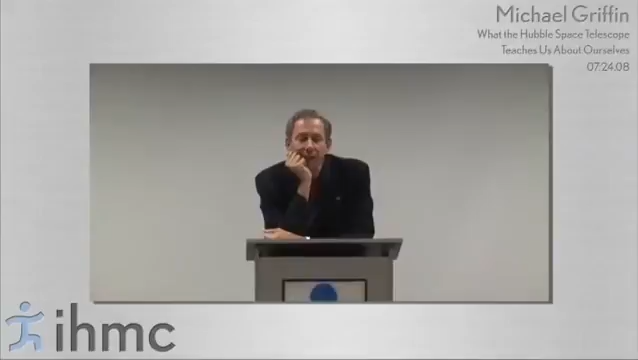 Michael Griffin
What the Hubble Space Telescope
Teaches Us About Ourselves
07.24.08
ihmc